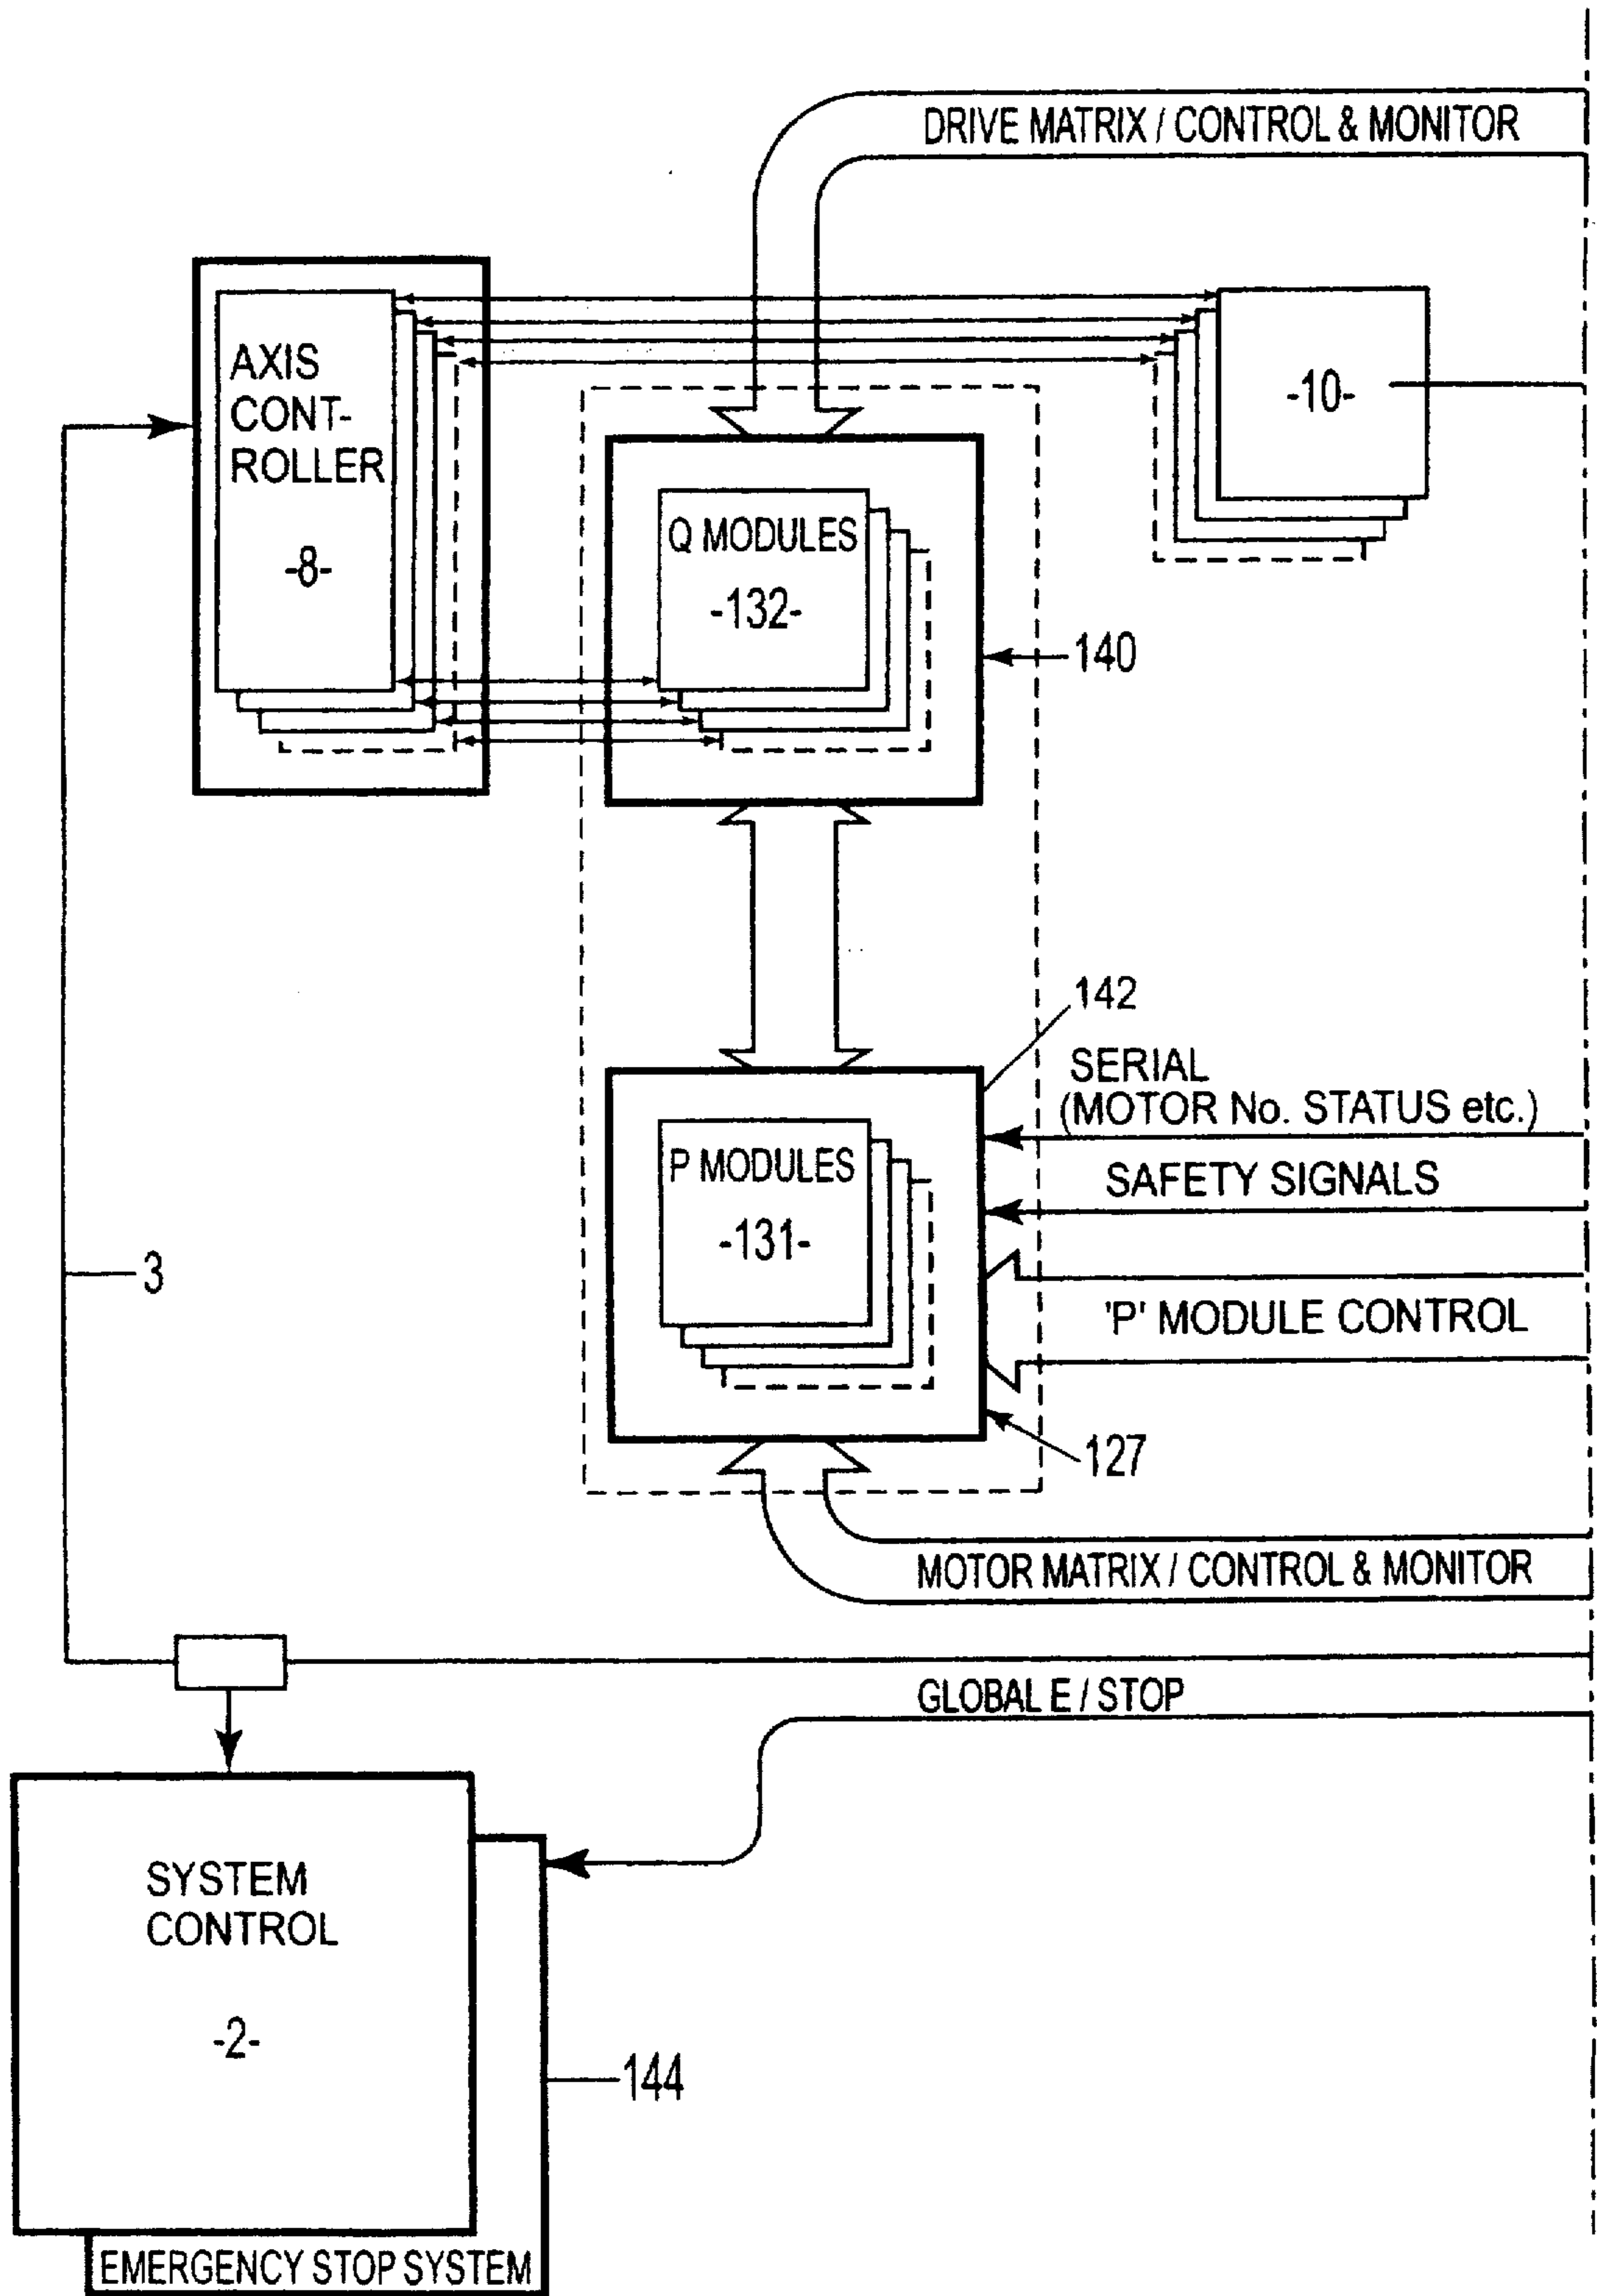 DRIVE MATRIX / CONTROL & MONITOR
AXIS
CONT-
ROLLER
-8-
-10-
Q MODULES
-132-
140
142
SERIAL
(MOTOR No. STATUS etc.)
P MODULES
-131-
SAFETY SIGNALS
3
'P' MODULE CONTROL
127
MOTOR MATRIX / CONTROL & MONITOR
GLOBAL E / STOP
SYSTEM
CONTROL
-2-
144
EMERGENCY STOP SYSTEM